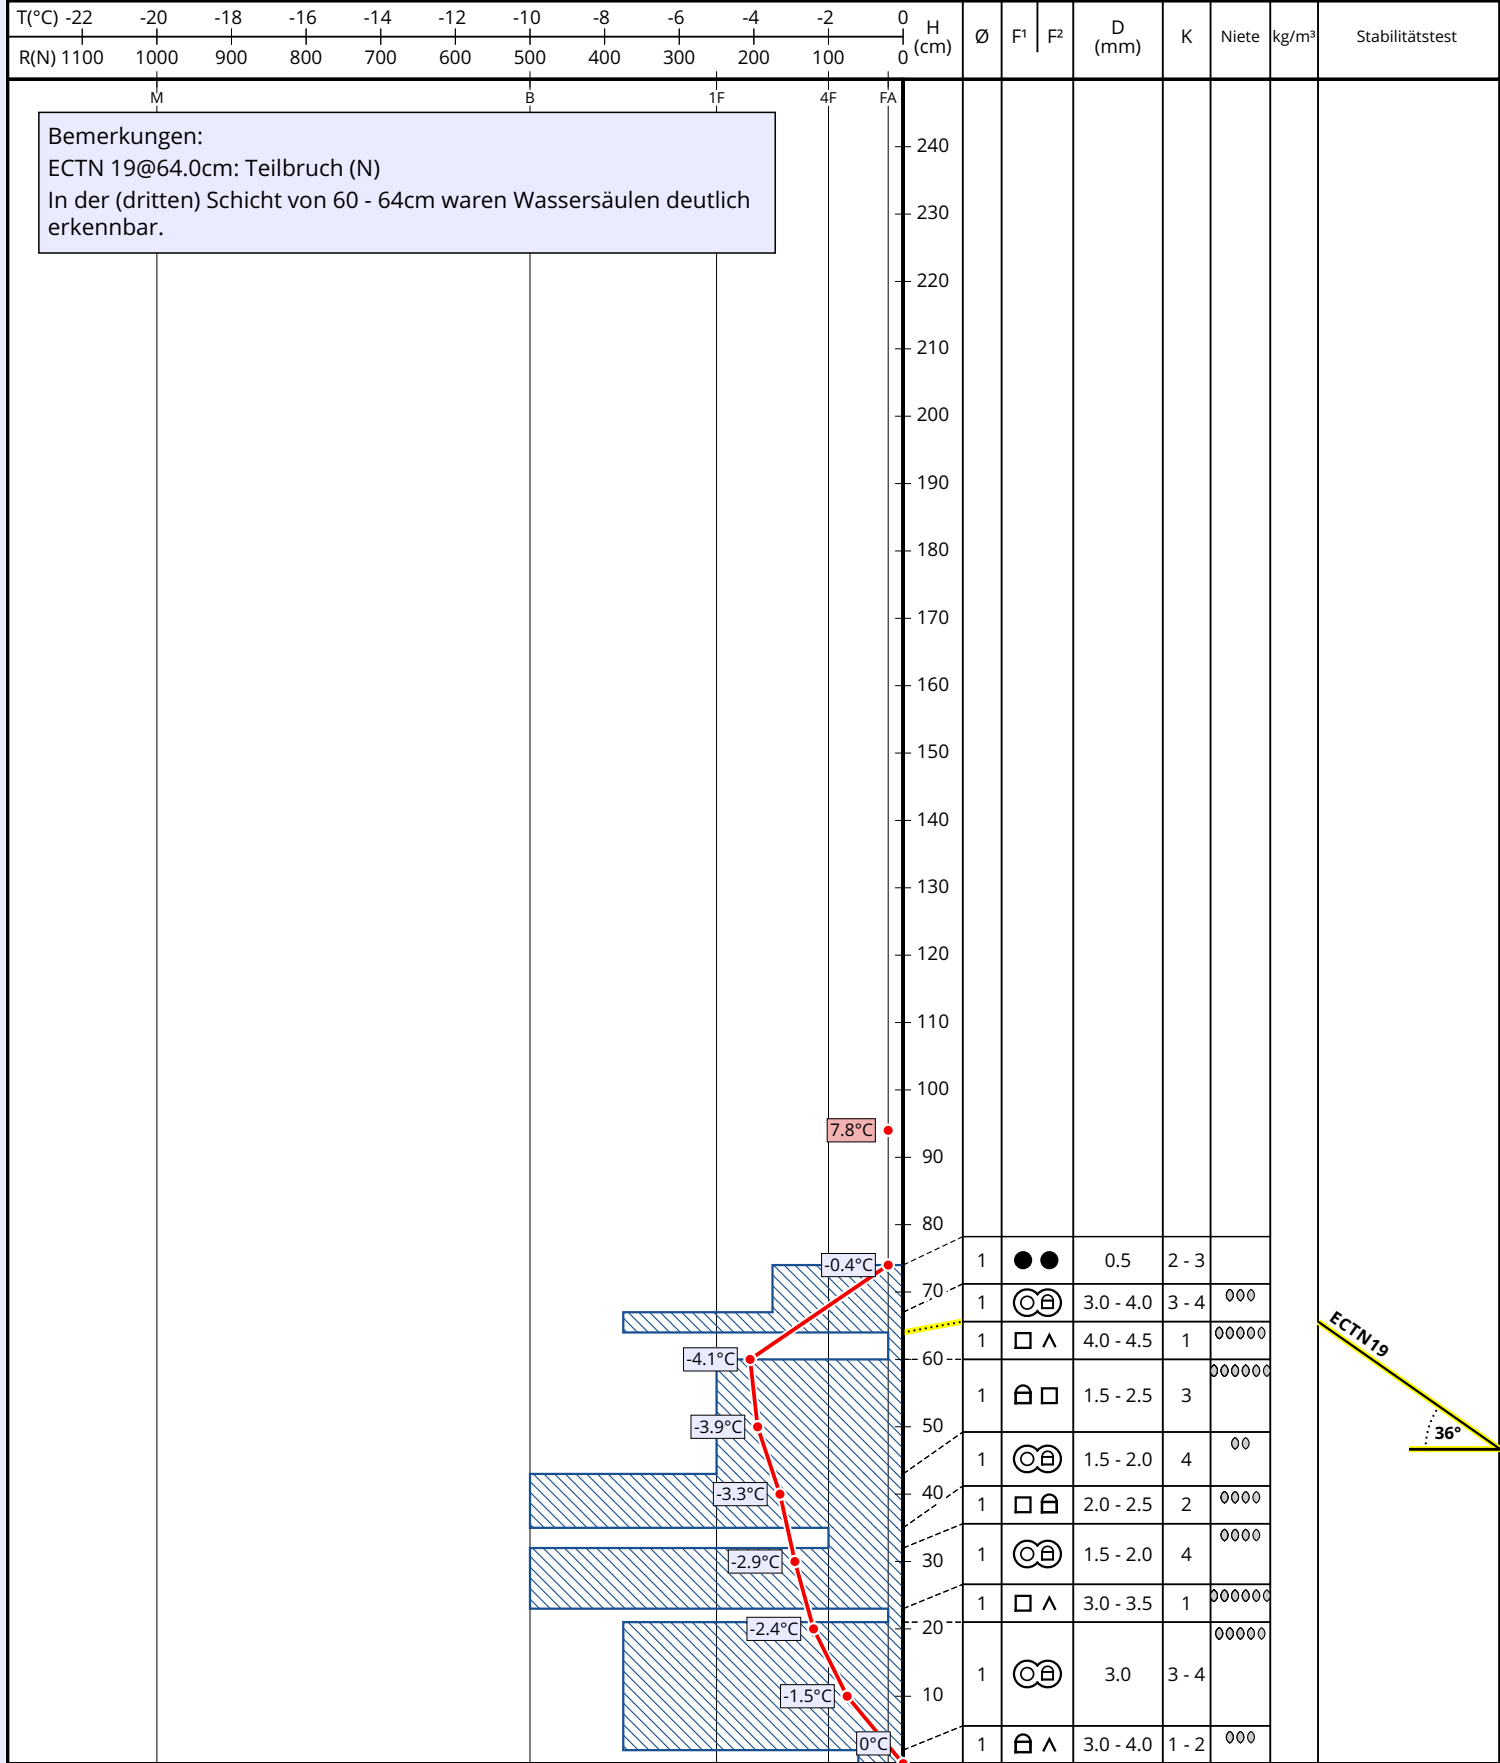 T(°C) -22 -20 -18 -16 -14 -12 -10 -8 -6 -4 -2 0
R(N) 1100 1000 900 800 700 600 500 400 300 200 100 0
H (cm) Ø F¹ F² D (mm) K Niete kg/m³ Stabilitätstest
M B 1F 4F FA
Bemerkungen:
ECTN 19@64.0cm: Teilbruch (N)
In der (dritten) Schicht von 60 - 64cm waren Wassersäulen deutlich
erkennbar.
240
230
220
210
200
190
180
170
160
150
140
130
120
110
100
7.8°C
90
80
-0.4°C 1 0.5 2 - 3
70
1 3.0 - 4.0 3 - 4
1 4.0 - 4.5 1
ECTN19
-4.1°C 60
1 1.5 - 2.5 3
-3.9°C 50
36°
1 1.5 - 2.0 4
-3.3°C 40
1 2.0 - 2.5 2
1 1.5 - 2.0 4
-2.9°C 30
1 3.0 - 3.5 1
-2.4°C 20
1 3.0 3 - 4
-1.5°C 10
0°C 1 3.0 - 4.0 1 - 2